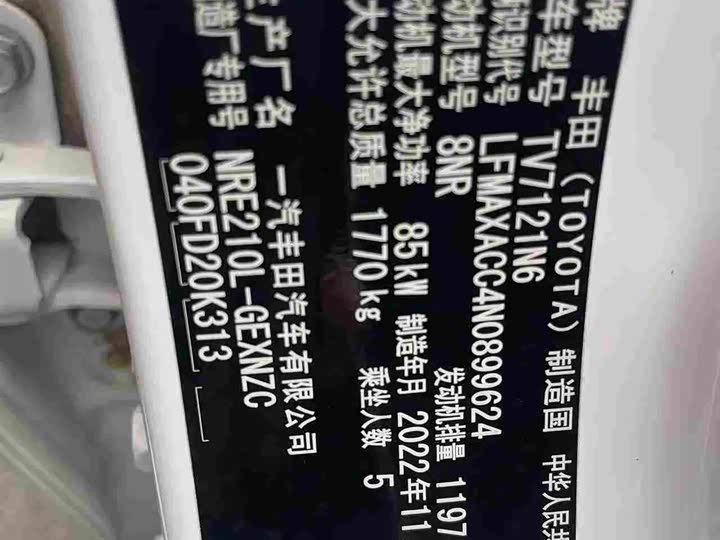 牌 丰田（TOYOTA） 制造国 中华人民共
车型号 TV7121N6
识别代号 LFMAXACC4N0899624
动机型号 8NR 发动机排量 1197
动机最大净功率 85kW 制造年月 2022年11
大允许总质量 1770kg 乘坐人数 5
产厂名 一汽丰田汽车有限公司
造厂专用号 NRE210L-GEXNZC
040FD20K313